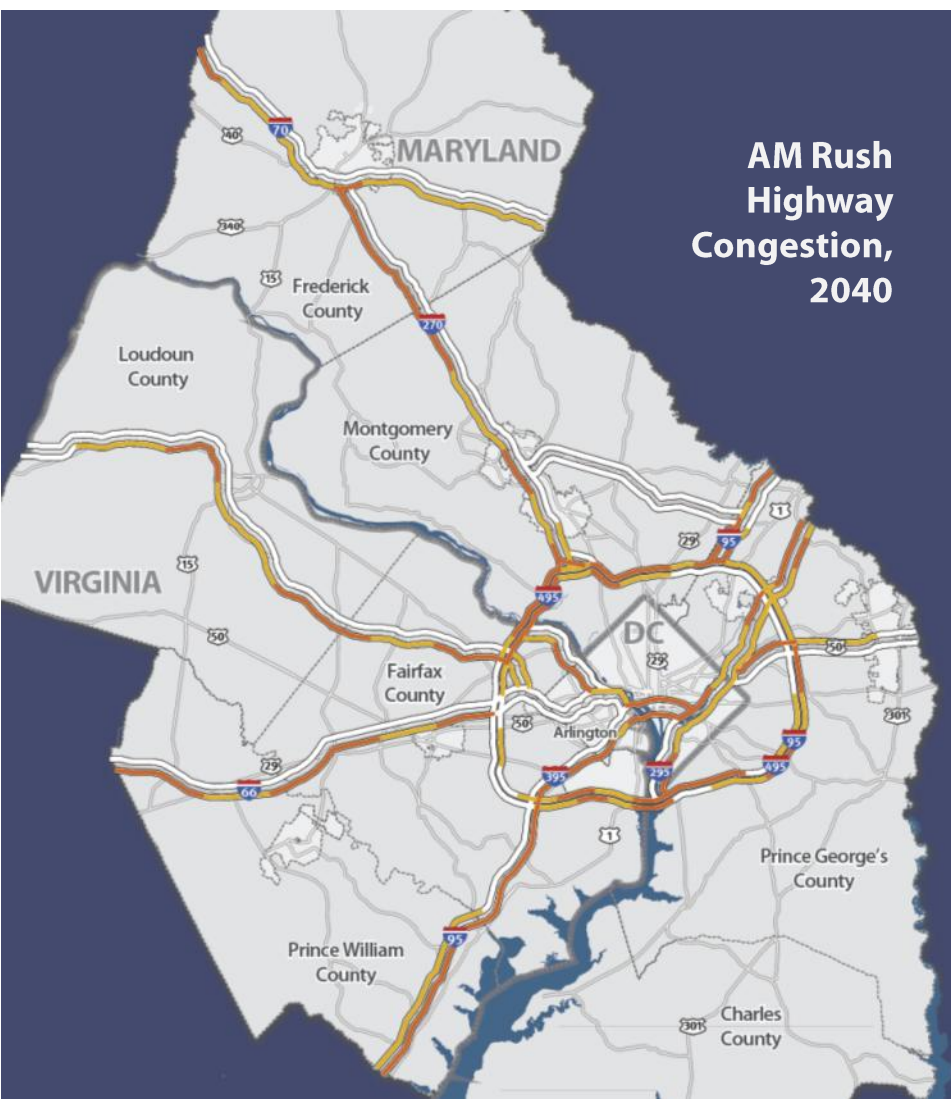 AM Rush
Highway
Congestion,
2040
70
40
MARYLAND
340
15
Frederick
County
270
Loudoun
County
Montgomery
County
1
29
95
15
VIRGINIA
495
50
DC
29
50
Fairfax
County
50
301
Arlington
95
29
66
395
295
495
1
Prince George's
County
95
Prince William
County
301
Charles
County